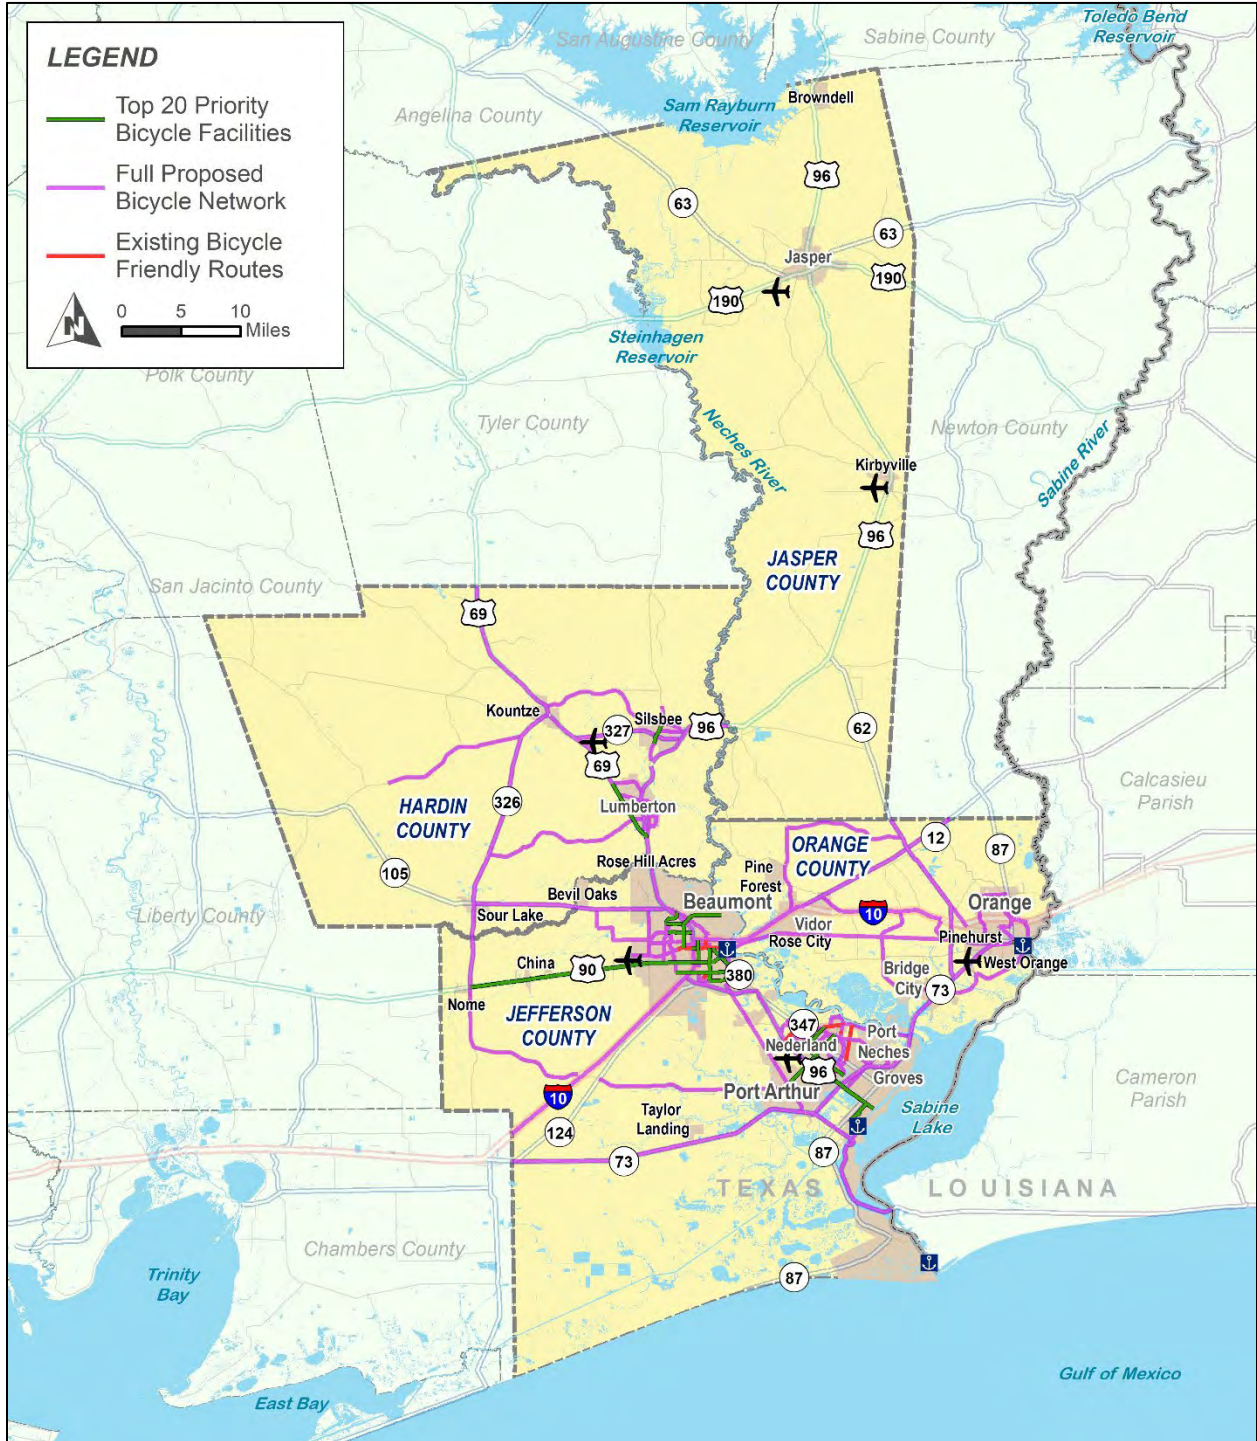 Toledo Bend
Reservoir
San Augustine County
Sabine County
LEGEND
Top 20 Priority
Bicycle Facilities
Full Proposed
Bicycle Network
Existing Bicycle
Friendly Routes
N
0 5 10
Miles
Angelina County
Sam Rayburn
Reservoir
Browndell
96
63
63
Jasper
190
190
Steinhagen
Reservoir
Polk County
Tyler County
Neches River
Newton County
Sabine River
Kirbyville
96
JASPER
COUNTY
San Jacinto County
69
Kountze
Silsbee
327
96
62
69
Calcasieu
Parish
HARDIN
COUNTY
326
Lumberton
ORANGE
COUNTY
12
87
105
Rose Hill Acres
Pine
Forest
Bevil Oaks
Beaumont
Orange
Liberty County
Sour Lake
Vidor
10
Rose City
Pinehurst
West Orange
China
90
380
Bridge
City
73
Nome
JEFFERSON
COUNTY
347
Nederland
Port
Neches
96
Groves
Port Arthur
10
Cameron
Parish
Sabine
Lake
Taylor
Landing
124
73
87
TEXAS
LOUISIANA
Chambers County
Trinity
Bay
87
Gulf of Mexico
East Bay